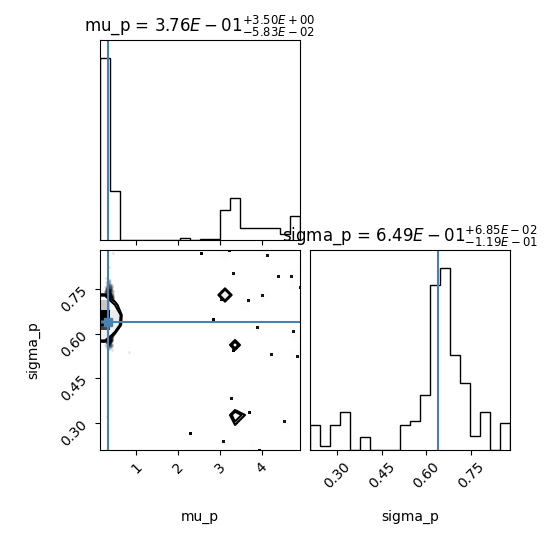 mu_p = 3.76E − 01 +3.50E + 00 −5.83E − 02
sigma_p = 6.49E − 01 +6.85E − 02 −1.19E − 01
0.75
0.60
0.45
0.30
sigma_p
1 2 3 4
0.30 0.45 0.60 0.75
mu_p
sigma_p